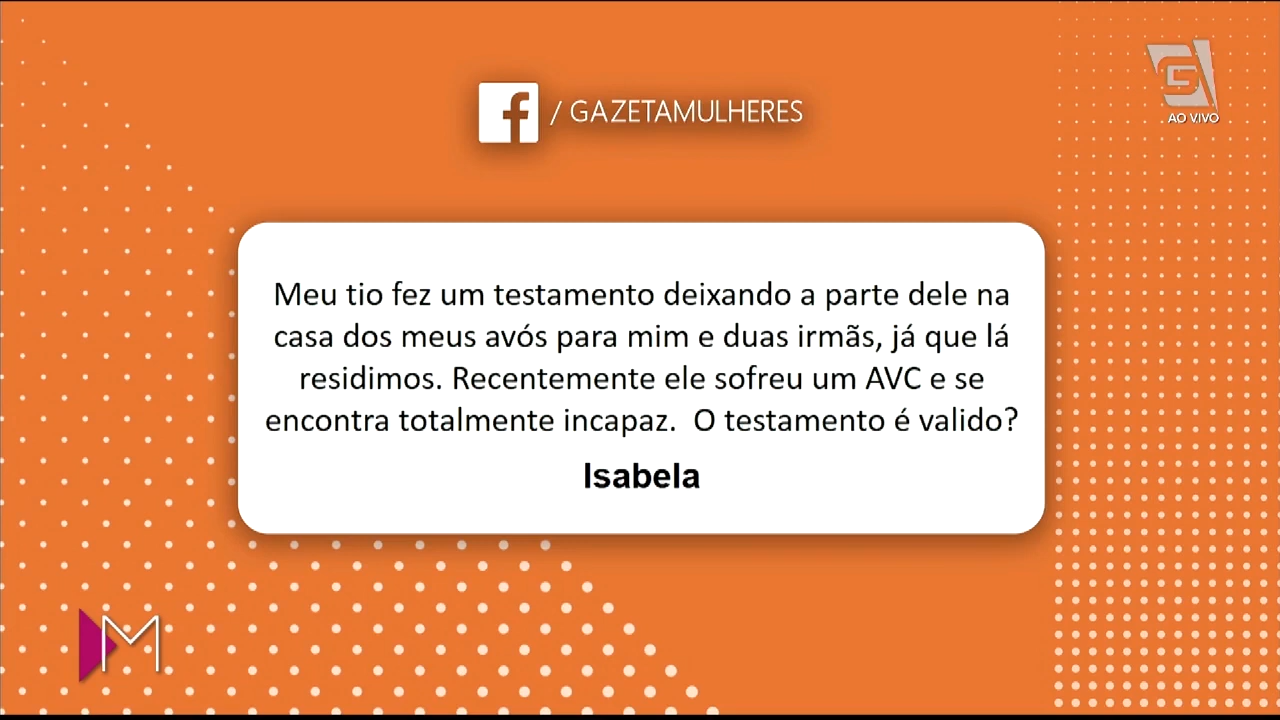 / GAZETAMULHERES
AO VIVO
Meu tio fez um testamento deixando a parte dele na
casa dos meus avós para mim e duas irmãs, já que lá
residimos. Recentemente ele sofreu um AVC e se
encontra totalmente incapaz.  O testamento é valido?
Isabela
M